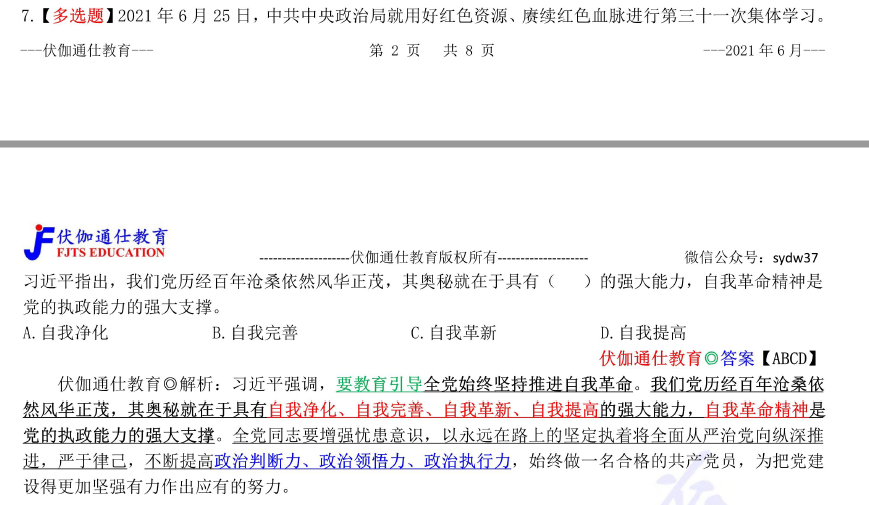 7.【多选题】2021 年 6 月 25 日，中共中央政治局就用好红色资源、赓续红色血脉进行第三十一次集体学习。
---伏伽通仕教育---
第 2 页 共 8 页
---2021 年 6 月---
伏伽通仕教育
FJTS EDUCATION
--------------------伏伽通仕教育版权所有--------------------
微信公众号：sydw37
习近平指出，我们党历经百年沧桑依然风华正茂，其奥秘就在于具有（ ）的强大能力，自我革命精神是
党的执政能力的强大支撑。
A.自我净化 B.自我完善 C.自我革新 D.自我提高
伏伽通仕教育◎答案【ABCD】
伏伽通仕教育◎解析：习近平强调，要教育引导全党始终坚持推进自我革命。我们党历经百年沧桑依
然风华正茂，其奥秘就在于具有自我净化、自我完善、自我革新、自我提高的强大能力，自我革命精神是
党的执政能力的强大支撑。全党同志要增强忧患意识，以永远在路上的坚定执着将全面从严治党向纵深推
进，严于律己，不断提高政治判断力、政治领悟力、政治执行力，始终做一名合格的共产党员，为把党建
设得更加坚强有力作出应有的努力。